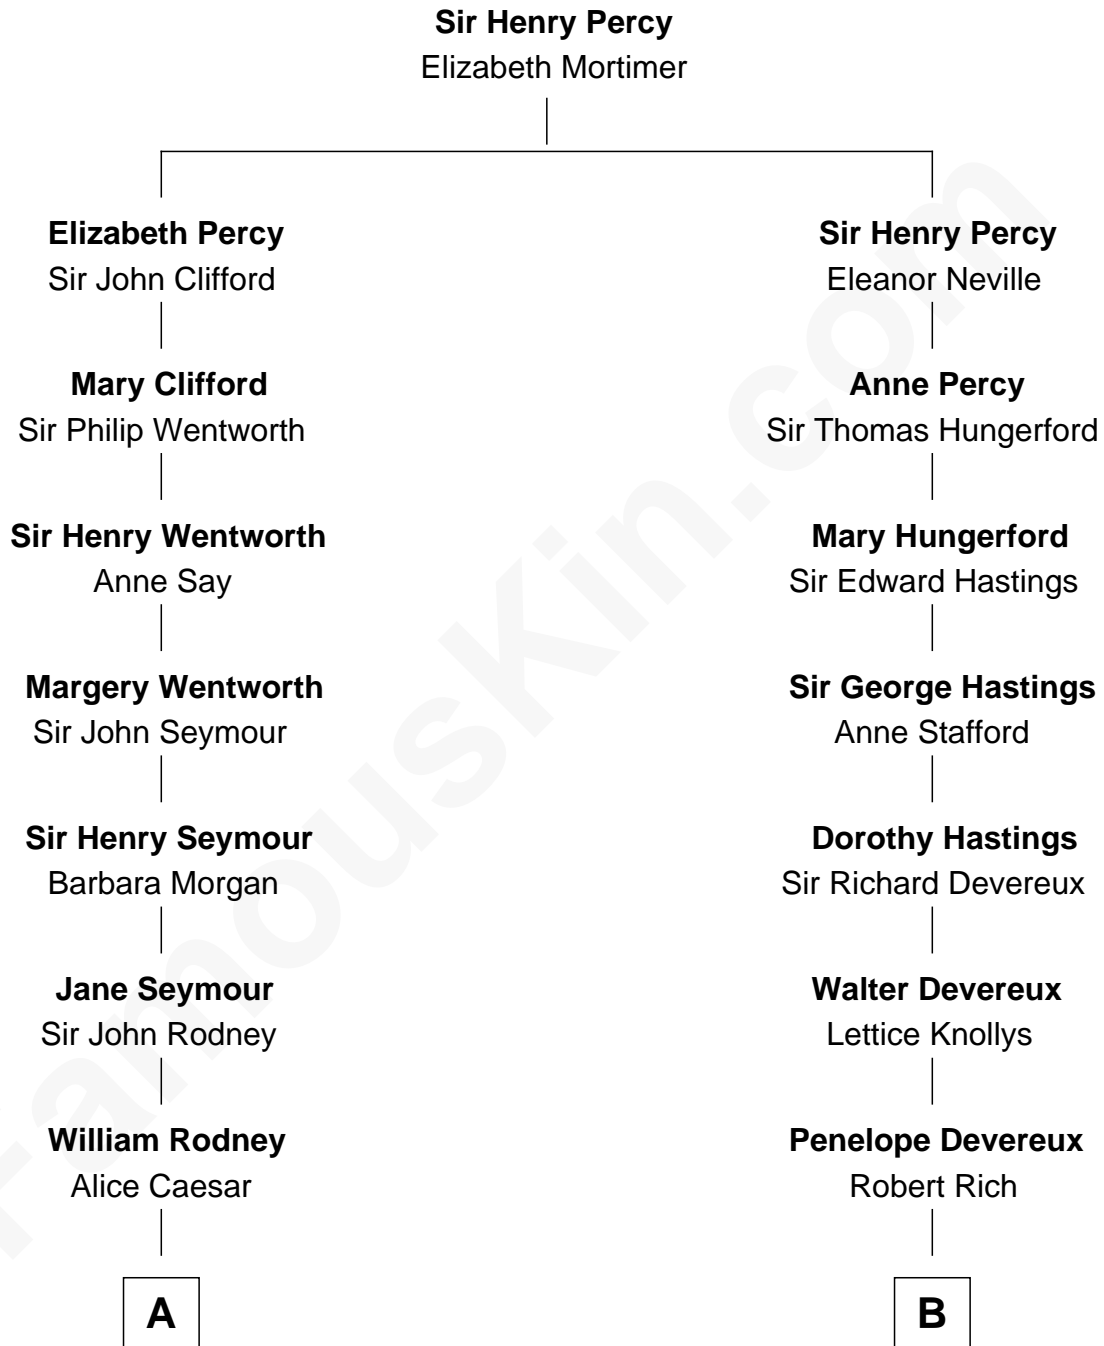 Sir Henry Percy
Elizabeth Mortimer
Elizabeth Percy
Sir John Clifford
Sir Henry Percy
Eleanor Neville
Mary Clifford
Sir Philip Wentworth
Anne Percy
Sir Thomas Hungerford
Sir Henry Wentworth
Anne Say
Mary Hungerford
Sir Edward Hastings
Margery Wentworth
Sir John Seymour
Sir George Hastings
Anne Stafford
Sir Henry Seymour
Barbara Morgan
Dorothy Hastings
Sir Richard Devereux
Jane Seymour
Sir John Rodney
Walter Devereux
Lettice Knollys
William Rodney
Alice Caesar
Penelope Devereux
Robert Rich
A
B
FamousKin.com